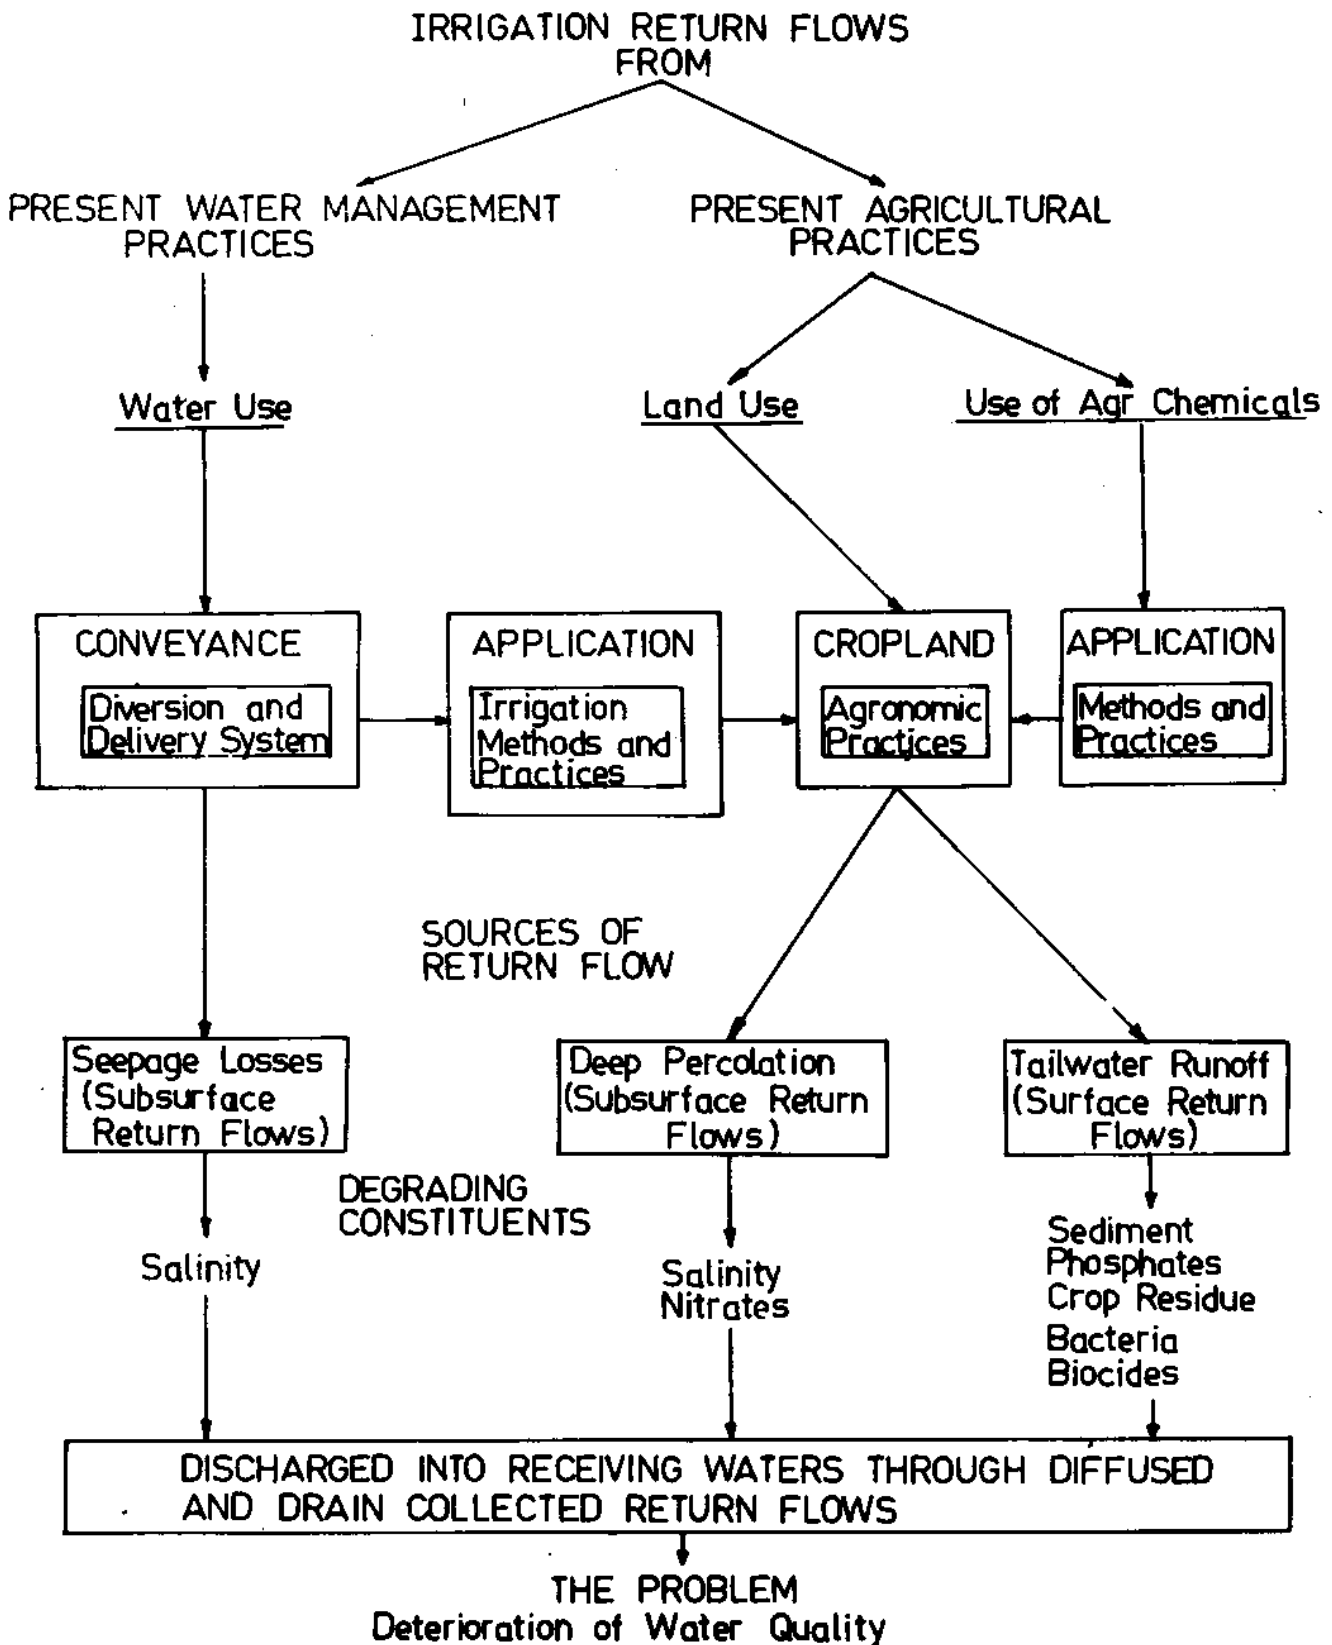 IRRIGATION RETURN FLOWS
FROM
PRESENT WATER MANAGEMENT
PRACTICES
PRESENT AGRICULTURAL
PRACTICES
Water Use
Land Use
Use of Agr Chemicals
CONVEYANCE
Diversion and
Delivery System
APPLICATION
Irrigation
Methods and
Practices
CROPLAND
Agronomic
Practices
APPLICATION
Methods and
Practices
SOURCES OF
RETURN FLOW
Seepage Losses
(Subsurface
Return Flows)
Deep Percolation
(Subsurface Return
Flows)
Tailwater Runoff
(Surface Return
Flows)
DEGRADING
CONSTITUENTS
Salinity
Salinity
Nitrates
Sediment
Phosphates
Crop Residue
Bacteria
Biocides
DISCHARGED INTO RECEIVING WATERS THROUGH DIFFUSED
AND DRAIN COLLECTED RETURN FLOWS
THE PROBLEM
Deterioration of Water Quality